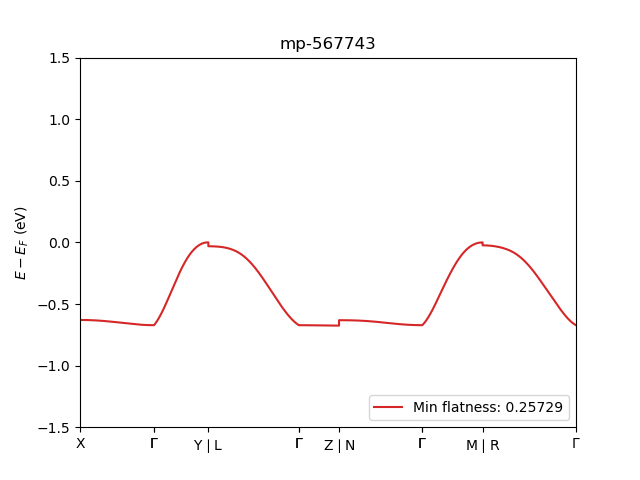 mp-567743
1.5
1.0
0.5
0.0
−0.5
−1.0
−1.5
E − E_F (eV)
Min flatness: 0.25729
X Γ Y | L Γ Z | N Γ M | R Γ